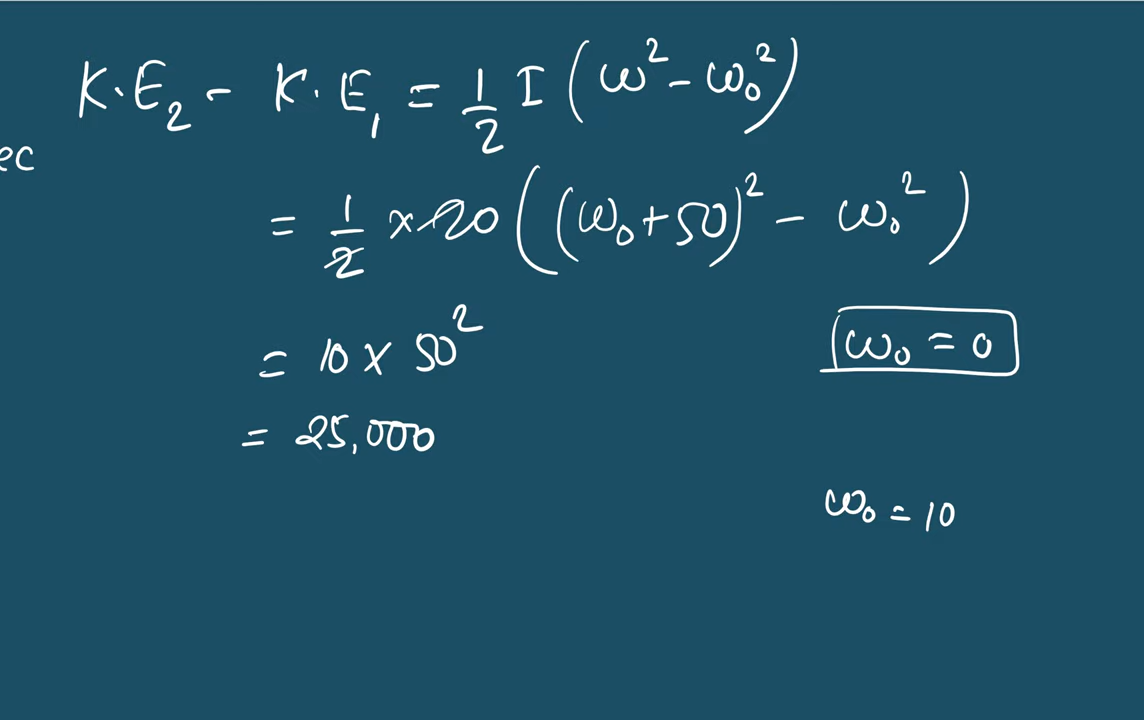 K.E₂ - K.E₁ = 1/2 I (ω² - ω₀²)
ec
= 1/2 × 20 ((ω₀ + 50)² - ω₀²)
= 10 × 50²
ω₀ = 0
= 25,000
ω₀ = 10